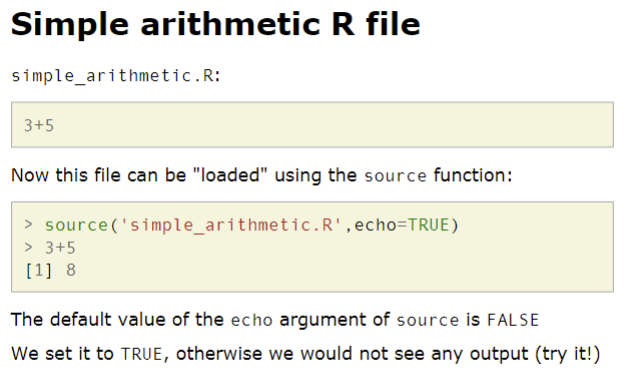 Simple arithmetic R file
simple_arithmetic.R:
3+5
Now this file can be "loaded" using the source function:
> source('simple_arithmetic.R',echo=TRUE)
> 3+5
[1] 8
The default value of the echo argument of source is FALSE
We set it to TRUE, otherwise we would not see any output (try it!)